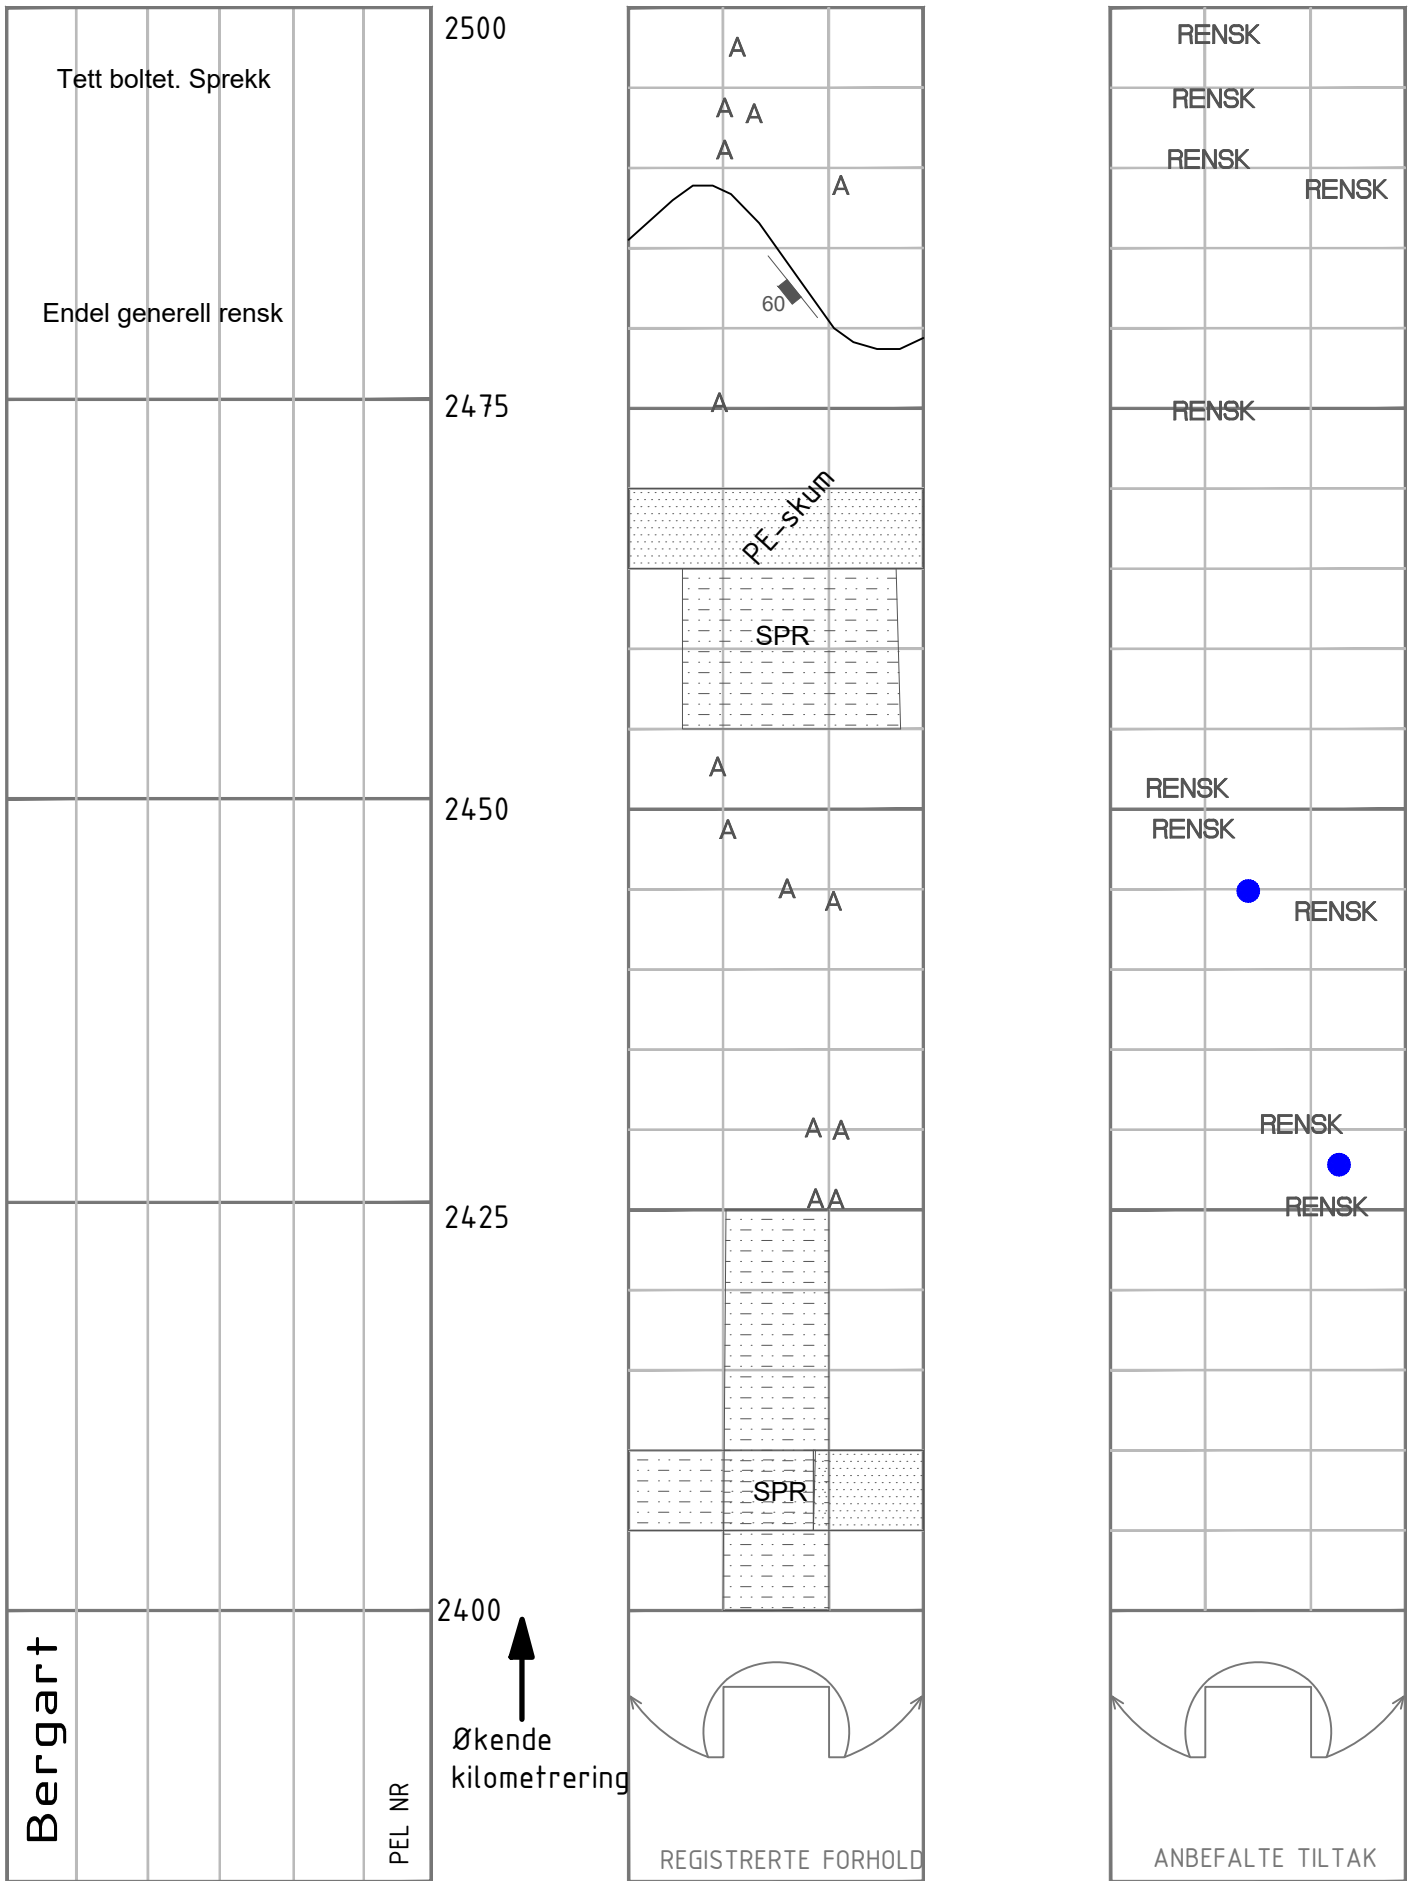 2500
A
RENSK
Tett boltet. Sprekk
RENSK
A A
A
RENSK
A
RENSK
60
Endel generell rensk
2475
A
RENSK
PE-skum
SPR
A
RENSK
2450
A
RENSK
A
A
RENSK
A A
RENSK
A A
RENSK
2425
SPR
2400
Bergart
PEL NR
Økende
kilometrering
REGISTRERTE FORHOLD
ANBEFALTE TILTAK